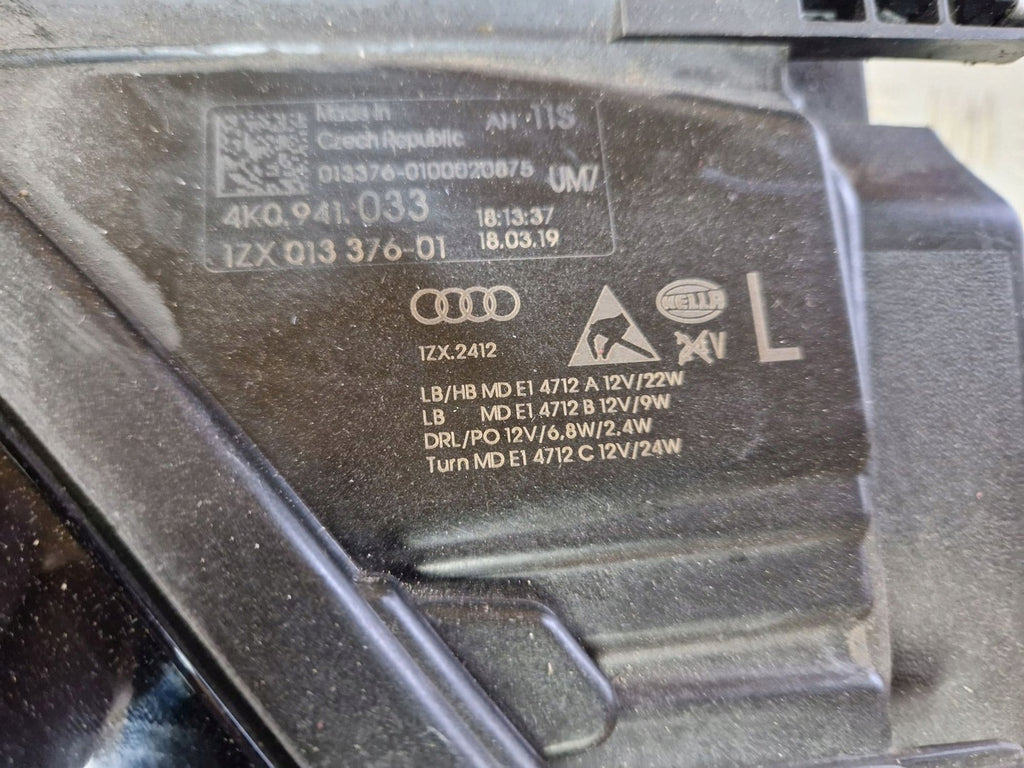 Made In
Czech Republic
AH 11S
013376-0100020875
UM7
4K0.941.033
18:13:37
1ZX 013 376-01
18.03.19
HELLA
1ZX.2412
24V
L
LB/HB MD E1 4712 A 12V/22W
LB MD E1 4712 B 12V/9W
DRL/PO 12V/6,8W/2,4W
Turn MD E1 4712 C 12V/24W